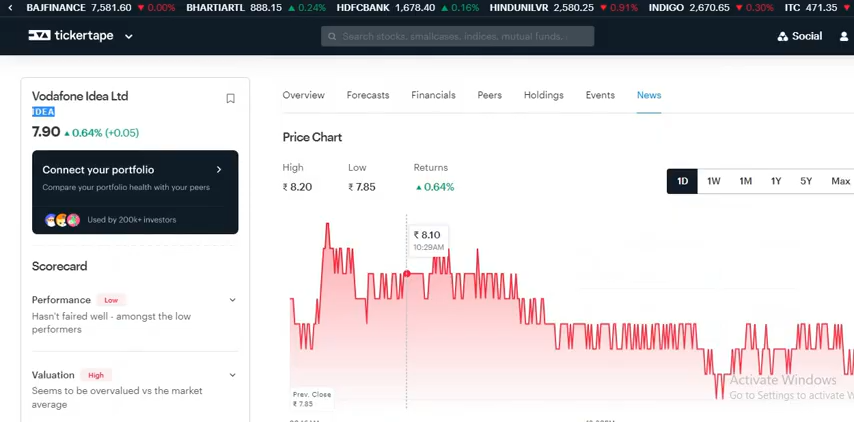 BAJFINANCE 7,581.60 ▼ 0.00% BHARTIARTL 888.15 ▲ 0.24% HDFCBANK 1,678.40 ▲ 0.16% HINDUNILVR 2,580.25 ▼ 0.91% INDIGO 2,670.65 ▼ 0.30% ITC 471.35 ▼
tickertape
Search stocks, smallcases, indices, mutual funds..
Social
Vodafone Idea Ltd
IDEA
7.90 ▲ 0.64% (+0.05)
Connect your portfolio
Compare your portfolio health with your peers
Used by 200k+ investors
Scorecard
Performance Low
Hasn't faired well - amongst the low
performers
Valuation High
Seems to be overvalued vs the market
average
Overview Forecasts Financials Peers Holdings Events News
Price Chart
High Low Returns
₹ 8.20 ₹ 7.85 ▲ 0.64%
1D 1W 1M 1Y 5Y Max
₹ 8.10
10:29AM
Prev. Close
₹ 7.85
Activate Windows
Go to Settings to activate W